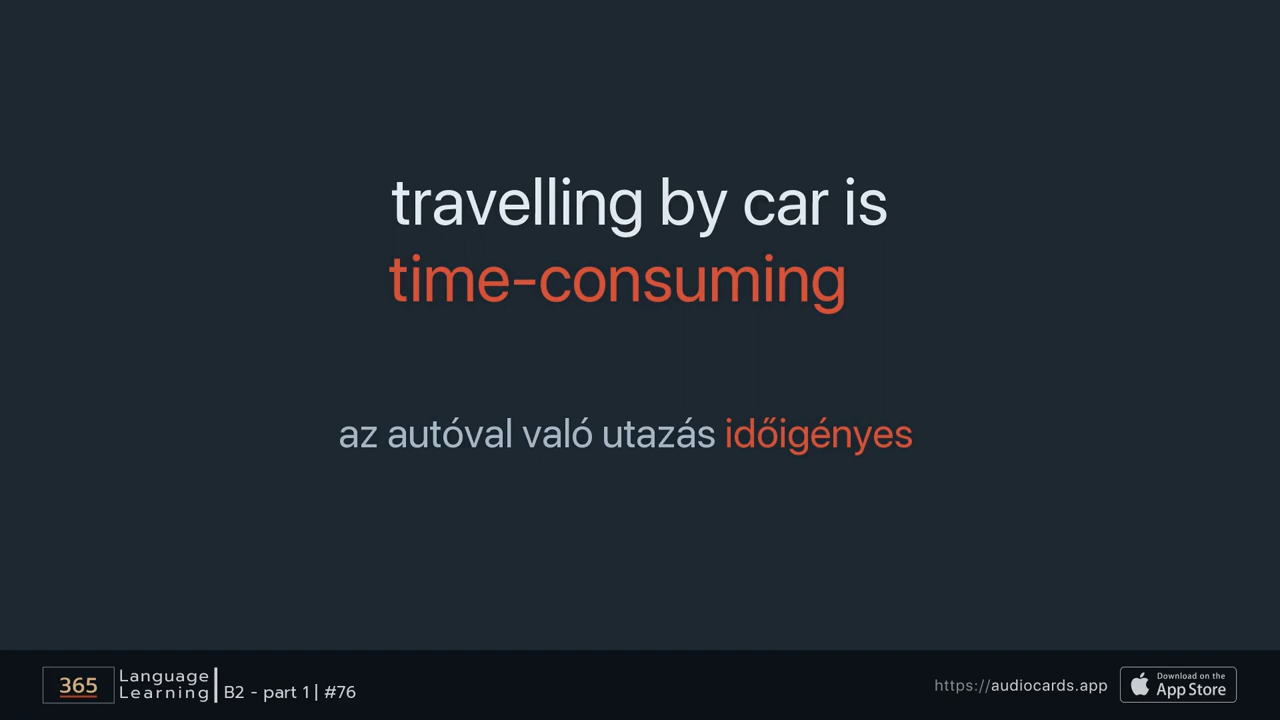 travelling by car is
time-consuming
az autóval való utazás időigényes
365
Language
Learning
B2 - part 1 | #76
https://audiocards.app
Download on the
App Store